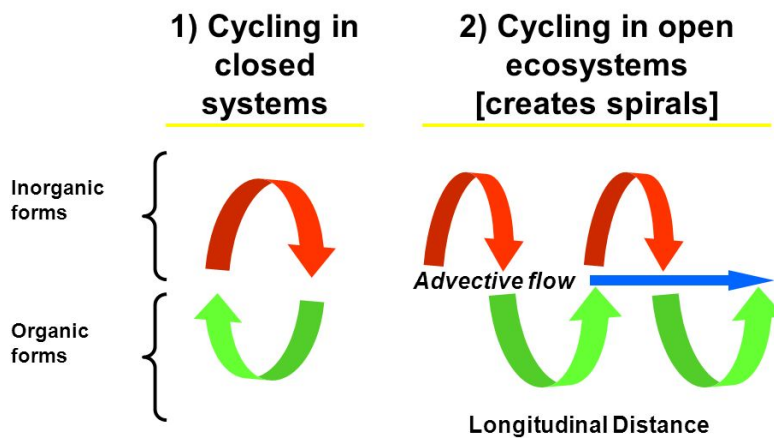 1) Cycling in
closed
systems
2) Cycling in open
ecosystems
[creates spirals]
Inorganic
forms
Advective flow
Organic
forms
Longitudinal Distance